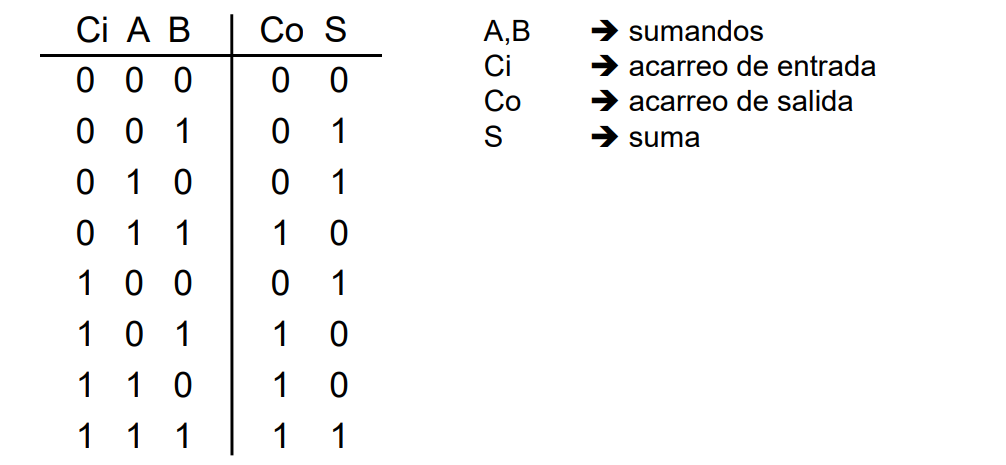 Ci A B Co S
0 0 0 0 0
0 0 1 0 1
0 1 0 0 1
0 1 1 1 0
1 0 0 0 1
1 0 1 1 0
1 1 0 1 0
1 1 1 1 1
A,B ➔ sumandos
Ci ➔ acarreo de entrada
Co ➔ acarreo de salida
S ➔ suma